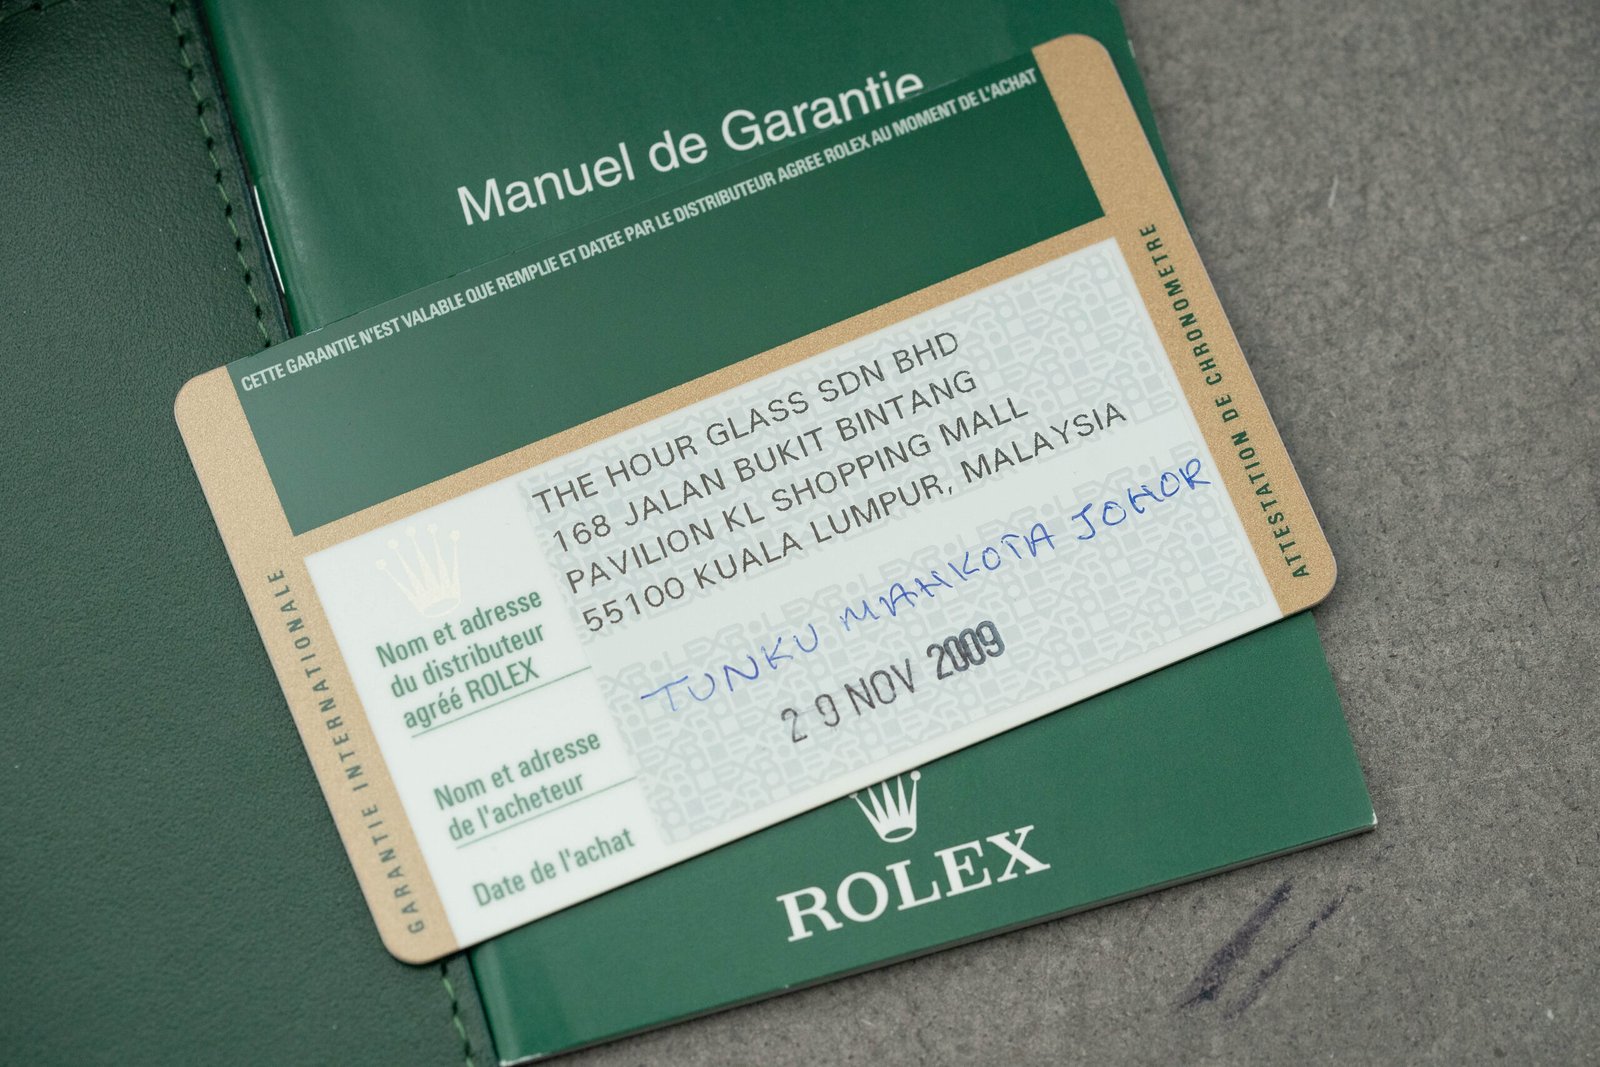 Manuel de Garantie
CETTE GARANTIE N'EST VALABLE QUE REMPLIE ET DATEE PAR LE DISTRIBUTEUR AGREE ROLEX AU MOMENT DE L'ACHAT
GARANTIE INTERNATIONALE
Nom et adresse
du distributeur
agréé ROLEX
THE HOUR GLASS SDN BHD
168 JALAN BUKIT BINTANG
PAVILION KL SHOPPING MALL
55100 KUALA LUMPUR, MALAYSIA
Nom et adresse
de l'acheteur
TUNKU MAHKOTA JOHOR
Date de l'achat
29 NOV 2009
ATTESTATION DE CHRONOMETRE
ROLEX